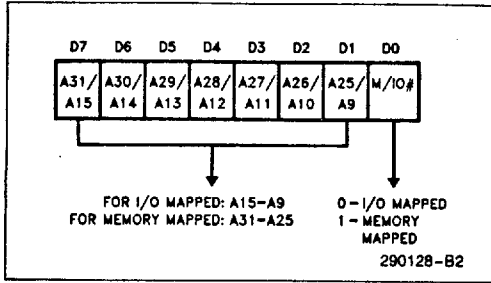 D7 D6 D5 D4 D3 D2 D1 D0
A31/ A30/ A29/ A28/ A27/ A26/ A25/ M/IO#
A15 A14 A13 A12 A11 A10 A9
FOR I/O MAPPED: A15-A9
FOR MEMORY MAPPED: A31-A25
0-I/O MAPPED
1-MEMORY
MAPPED
290128-B2